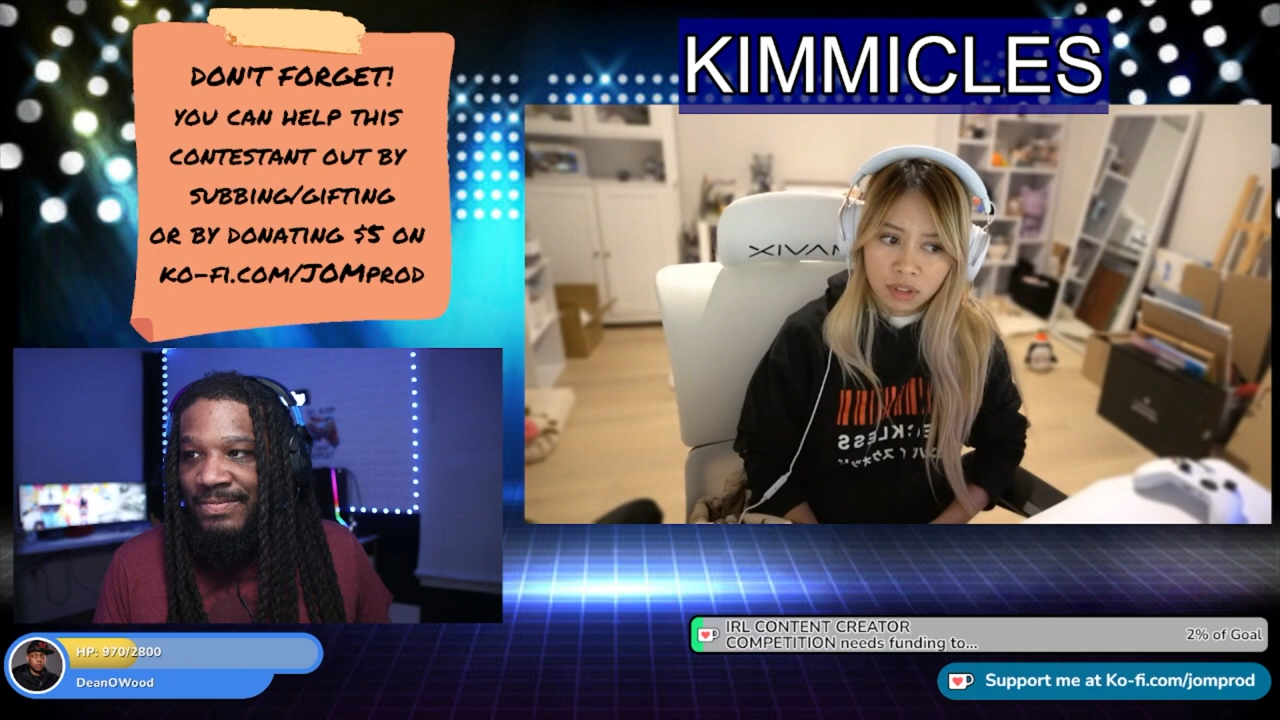 DON'T FORGET!
YOU CAN HELP THIS
CONTESTANT OUT BY
SUBBING/GIFTING
OR BY DONATING $5 ON
KO-FI.COM/JOMPROD
KIMMICLES
XIVAN
ECKLESS
HP: 970/2800
DeanOWood
IRL CONTENT CREATOR
COMPETITION needs funding to...
2% of Goal
Support me at Ko-fi.com/jomprod